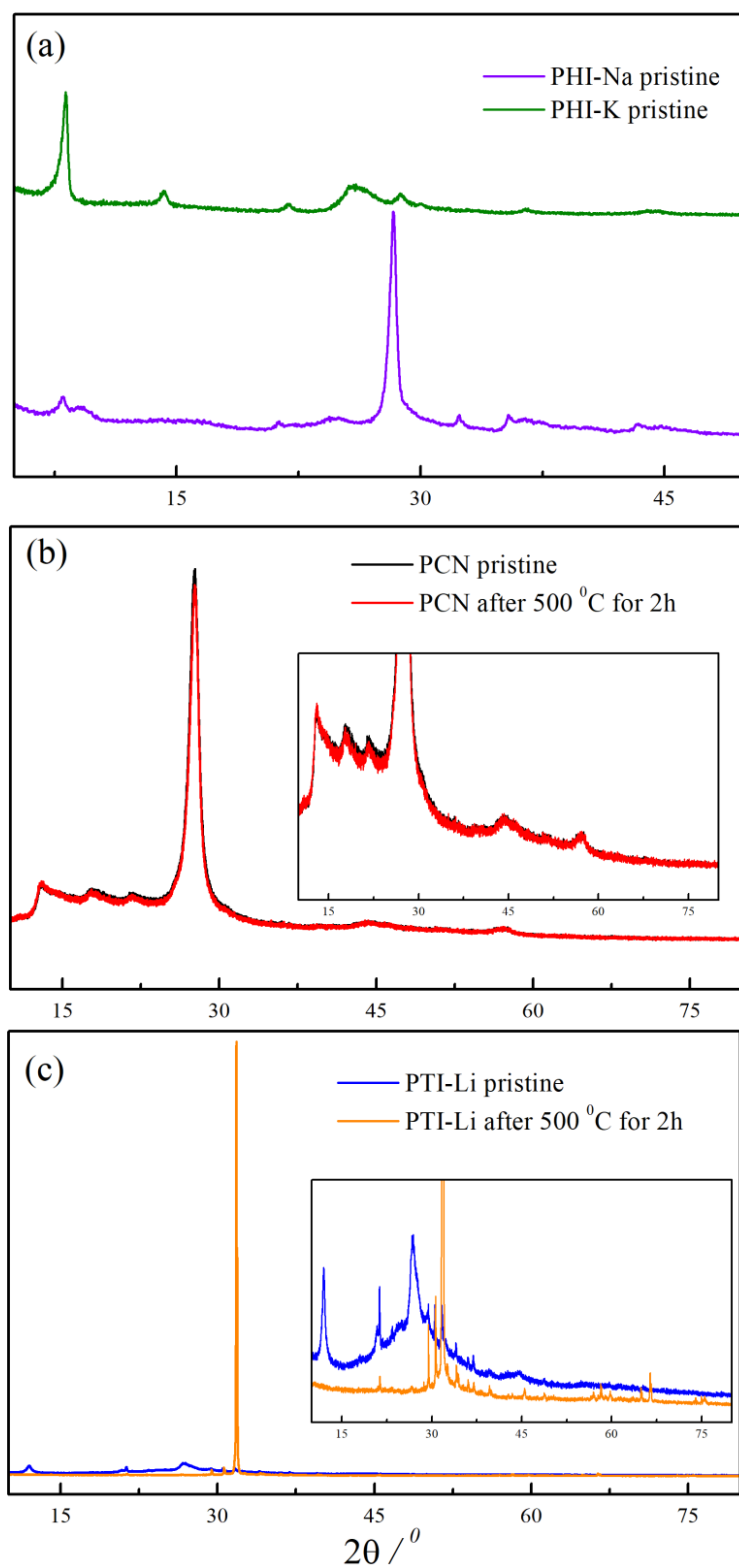 (a)
PHI-Na pristine
PHI-K pristine
15 30 45
(b)
PCN pristine
PCN after 500 ⁰C for 2h
15 30 45 60 75
15 30 45 60 75
(c)
PTI-Li pristine
PTI-Li after 500 ⁰C for 2h
15 30 45 60 75
15 30 45 60 75
2θ / ⁰